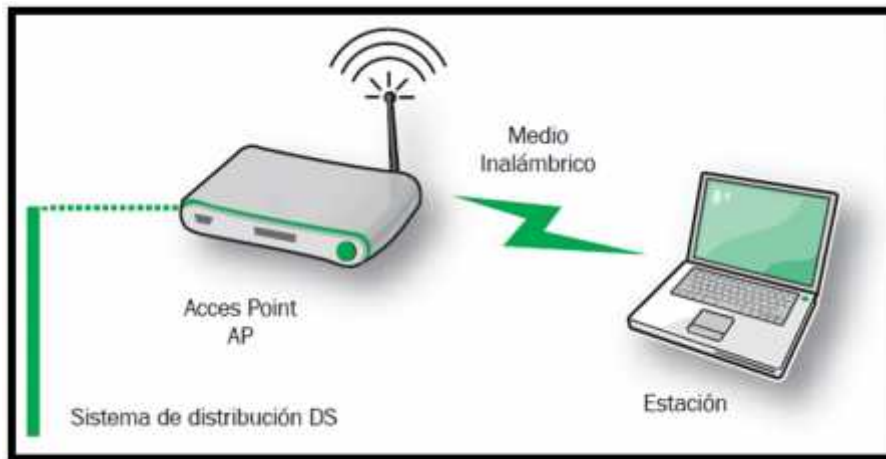 Medio
Inalámbrico
Acces Point
AP
Sistema de distribución DS
Estación